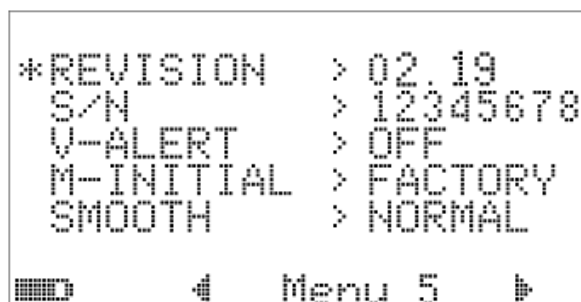 *REVISION > 02.19
S/N > 12345678
V-ALERT > OFF
M-INITIAL > FACTORY
SMOOTH > NORMAL
Menu 5